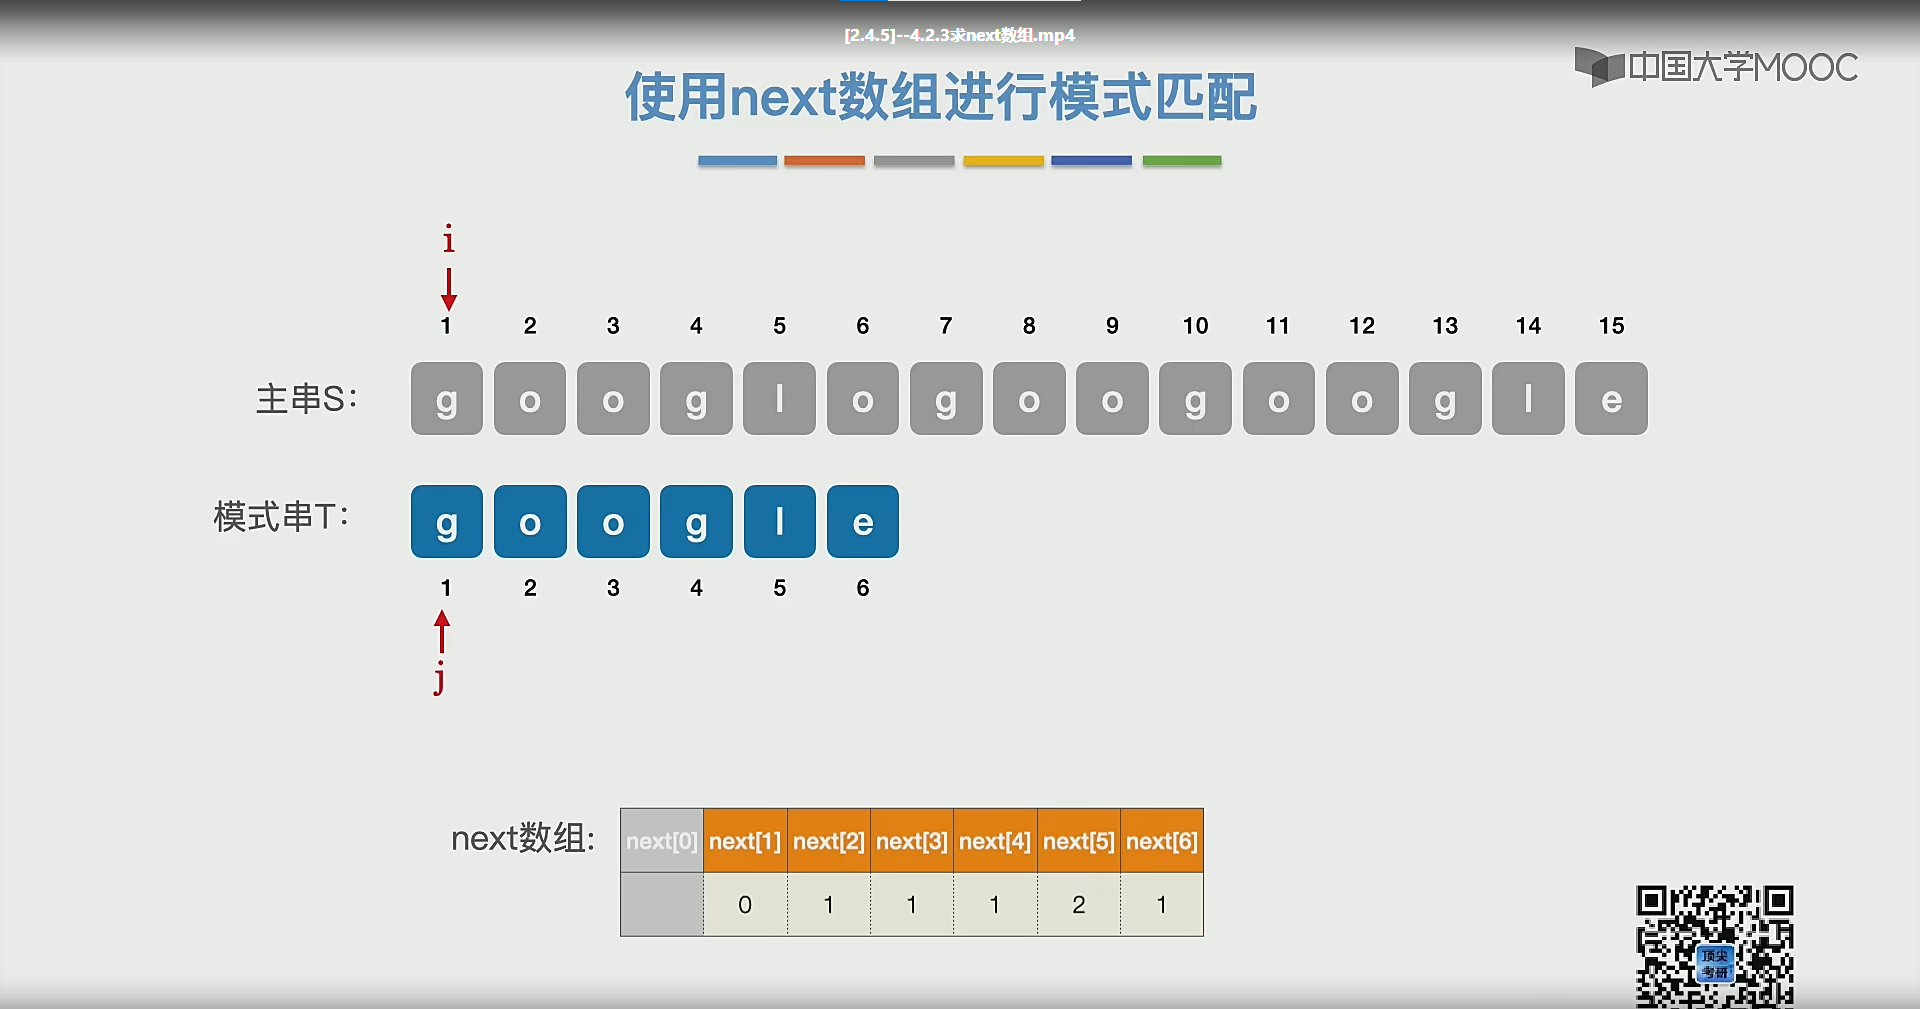 [2.4.5]--4.2.3求next数组.mp4
中国大学MOOC
使用next数组进行模式匹配
i
1 2 3 4 5 6 7 8 9 10 11 12 13 14 15
主串S: g o o g l o g o o g o o g l e
模式串T: g o o g l e
1 2 3 4 5 6
j
next数组: next[0] next[1] next[2] next[3] next[4] next[5] next[6]
0 1 1 1 2 1
顶尖
考研